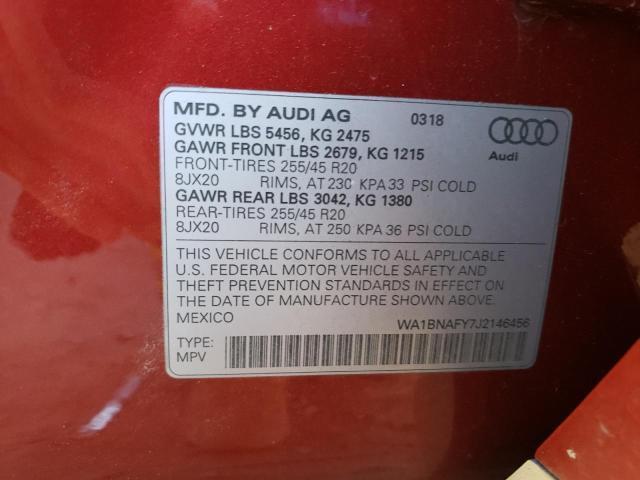 MFD. BY AUDI AG 0318
GVWR LBS 5456, KG 2475
GAWR FRONT LBS 2679, KG 1215
FRONT-TIRES 255/45 R20
8JX20 RIMS, AT 230 KPA 33 PSI COLD
GAWR REAR LBS 3042, KG 1380
REAR-TIRES 255/45 R20
8JX20 RIMS, AT 250 KPA 36 PSI COLD
Audi
THIS VEHICLE CONFORMS TO ALL APPLICABLE
U.S. FEDERAL MOTOR VEHICLE SAFETY AND
THEFT PREVENTION STANDARDS IN EFFECT ON
THE DATE OF MANUFACTURE SHOWN ABOVE.
MEXICO WA1BNAFY7J2146456
TYPE:
MPV